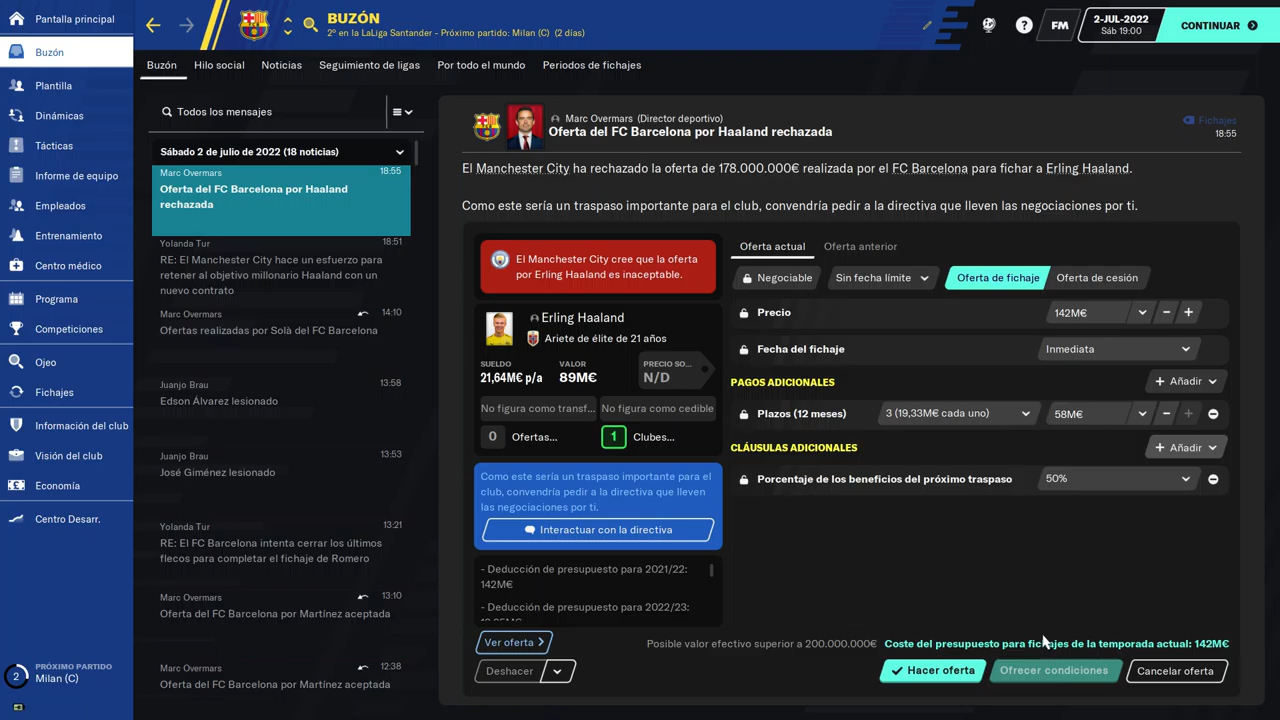 Pantalla principal
Buzón
Plantilla
Dinámicas
Tácticas
Informe de equipo
Empleados
Entrenamiento
Centro médico
Programa
Competiciones
Ojeo
Fichajes
Información del club
Visión del club
Economía
Centro Desarr.
2
PRÓXIMO PARTIDO
Milan (C)
BUZÓN
2º en la LaLiga Santander - Próximo partido: Milan (C) (2 días)
?
FM
2-JUL-2022
Sáb 19:00
CONTINUAR
Buzón
Hilo social
Noticias
Seguimiento de ligas
Por todo el mundo
Periodos de fichajes
Todos los mensajes
Sábado 2 de julio de 2022 (18 noticias)
Marc Overmars 18:55
Oferta del FC Barcelona por Haaland
rechazada
Yolanda Tur 18:51
RE: El Manchester City hace un esfuerzo para
retener al objetivo millonario Haaland con un
nuevo contrato
Marc Overmars 14:10
Ofertas realizadas por Solà del FC Barcelona
Juanjo Brau 13:58
Edson Álvarez lesionado
Juanjo Brau 13:53
José Giménez lesionado
Yolanda Tur 13:21
RE: El FC Barcelona intenta cerrar los últimos
flecos para completar el fichaje de Romero
Marc Overmars 13:10
Oferta del FC Barcelona por Martínez aceptada
Marc Overmars 12:38
Oferta del FC Barcelona por Martínez aceptada
Marc Overmars (Director deportivo)
Oferta del FC Barcelona por Haaland rechazada
Fichajes
18:55
El Manchester City ha rechazado la oferta de 178.000.000€ realizada por el FC Barcelona para fichar a Erling Haaland.
Como este sería un traspaso importante para el club, convendría pedir a la directiva que lleven las negociaciones por ti.
El Manchester City cree que la oferta
por Erling Haaland es inaceptable.
Erling Haaland
Ariete de élite de 21 años
SUELDO
21,64M€ p/a
VALOR
89M€
PRECIO SO...
N/D
No figura como transf...
No figura como cedible
0 Ofertas...
1 Clubes...
Como este sería un traspaso importante para el
club, convendría pedir a la directiva que lleven
las negociaciones por ti.
Interactuar con la directiva
- Deducción de presupuesto para 2021/22:
142M€
- Deducción de presupuesto para 2022/23:
Ver oferta
Deshacer
Oferta actual
Oferta anterior
Negociable
Sin fecha límite
Oferta de fichaje
Oferta de cesión
Precio
142M€
Fecha del fichaje
Inmediata
PAGOS ADICIONALES
Añadir
Plazos (12 meses)
3 (19,33M€ cada uno)
58M€
CLÁUSULAS ADICIONALES
Añadir
Porcentaje de los beneficios del próximo traspaso
50%
Posible valor efectivo superior a 200.000.000€
Coste del presupuesto para fichajes de la temporada actual: 142M€
Hacer oferta
Ofrecer condiciones
Cancelar oferta